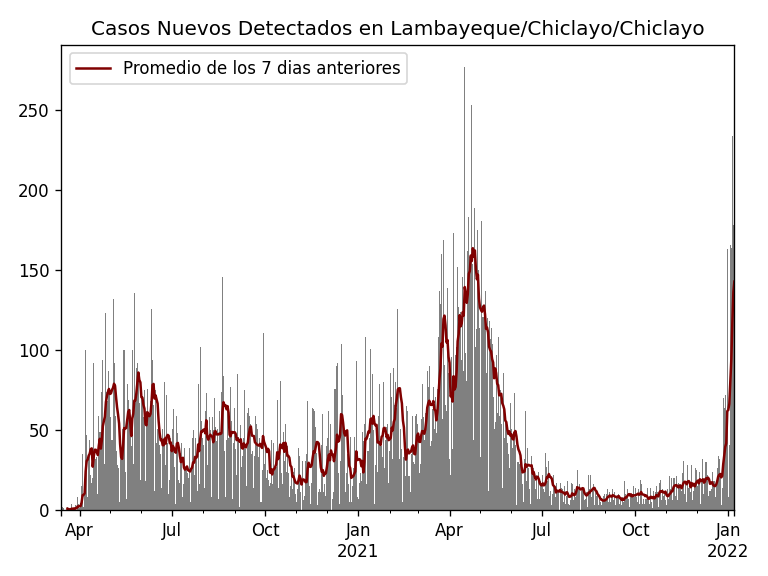 Casos Nuevos Detectados en Lambayeque/Chiclayo/Chiclayo
Promedio de los 7 dias anteriores
250
200
150
100
50
0
Apr Jul Oct Jan Apr Jul Oct Jan
2021 2022